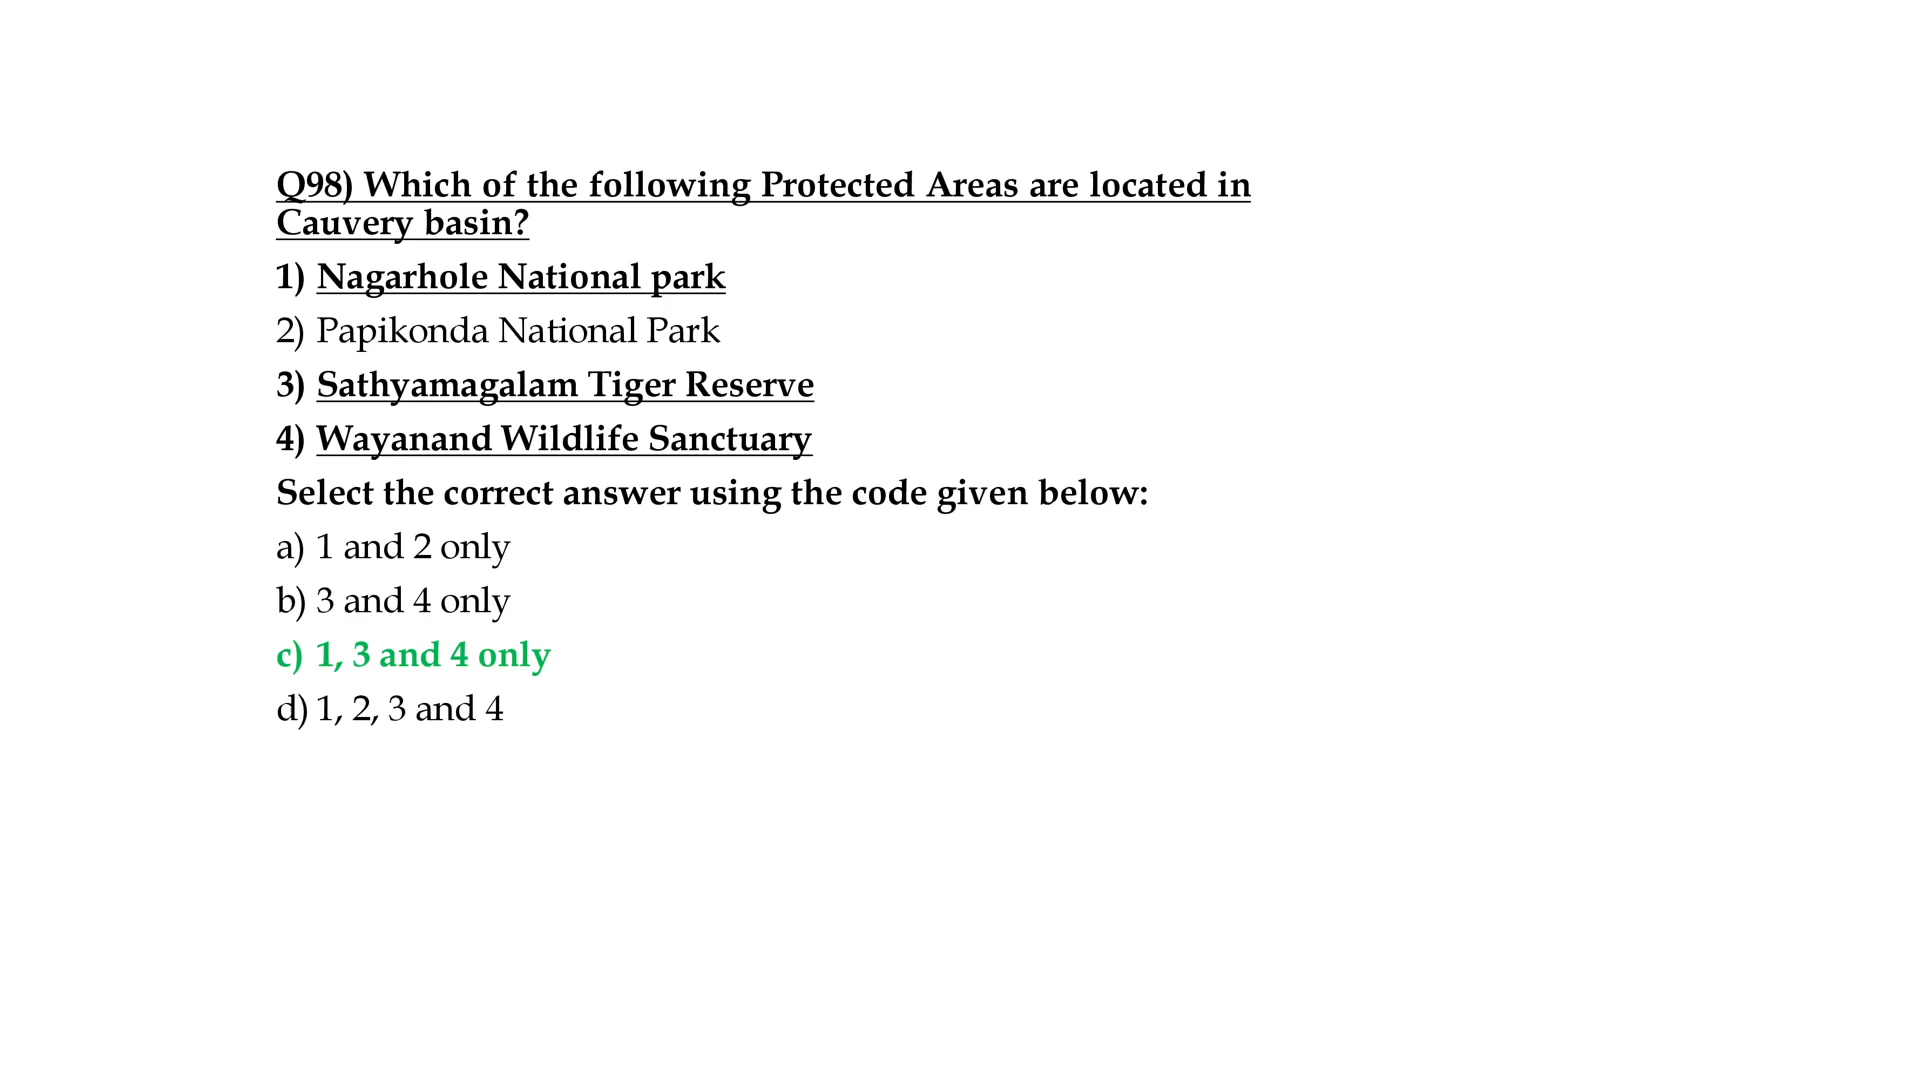 Q98) Which of the following Protected Areas are located in
Cauvery basin?
1) Nagarhole National park
2) Papikonda National Park
3) Sathyamagalam Tiger Reserve
4) Wayanand Wildlife Sanctuary
Select the correct answer using the code given below:
a) 1 and 2 only
b) 3 and 4 only
c) 1, 3 and 4 only
d) 1, 2, 3 and 4